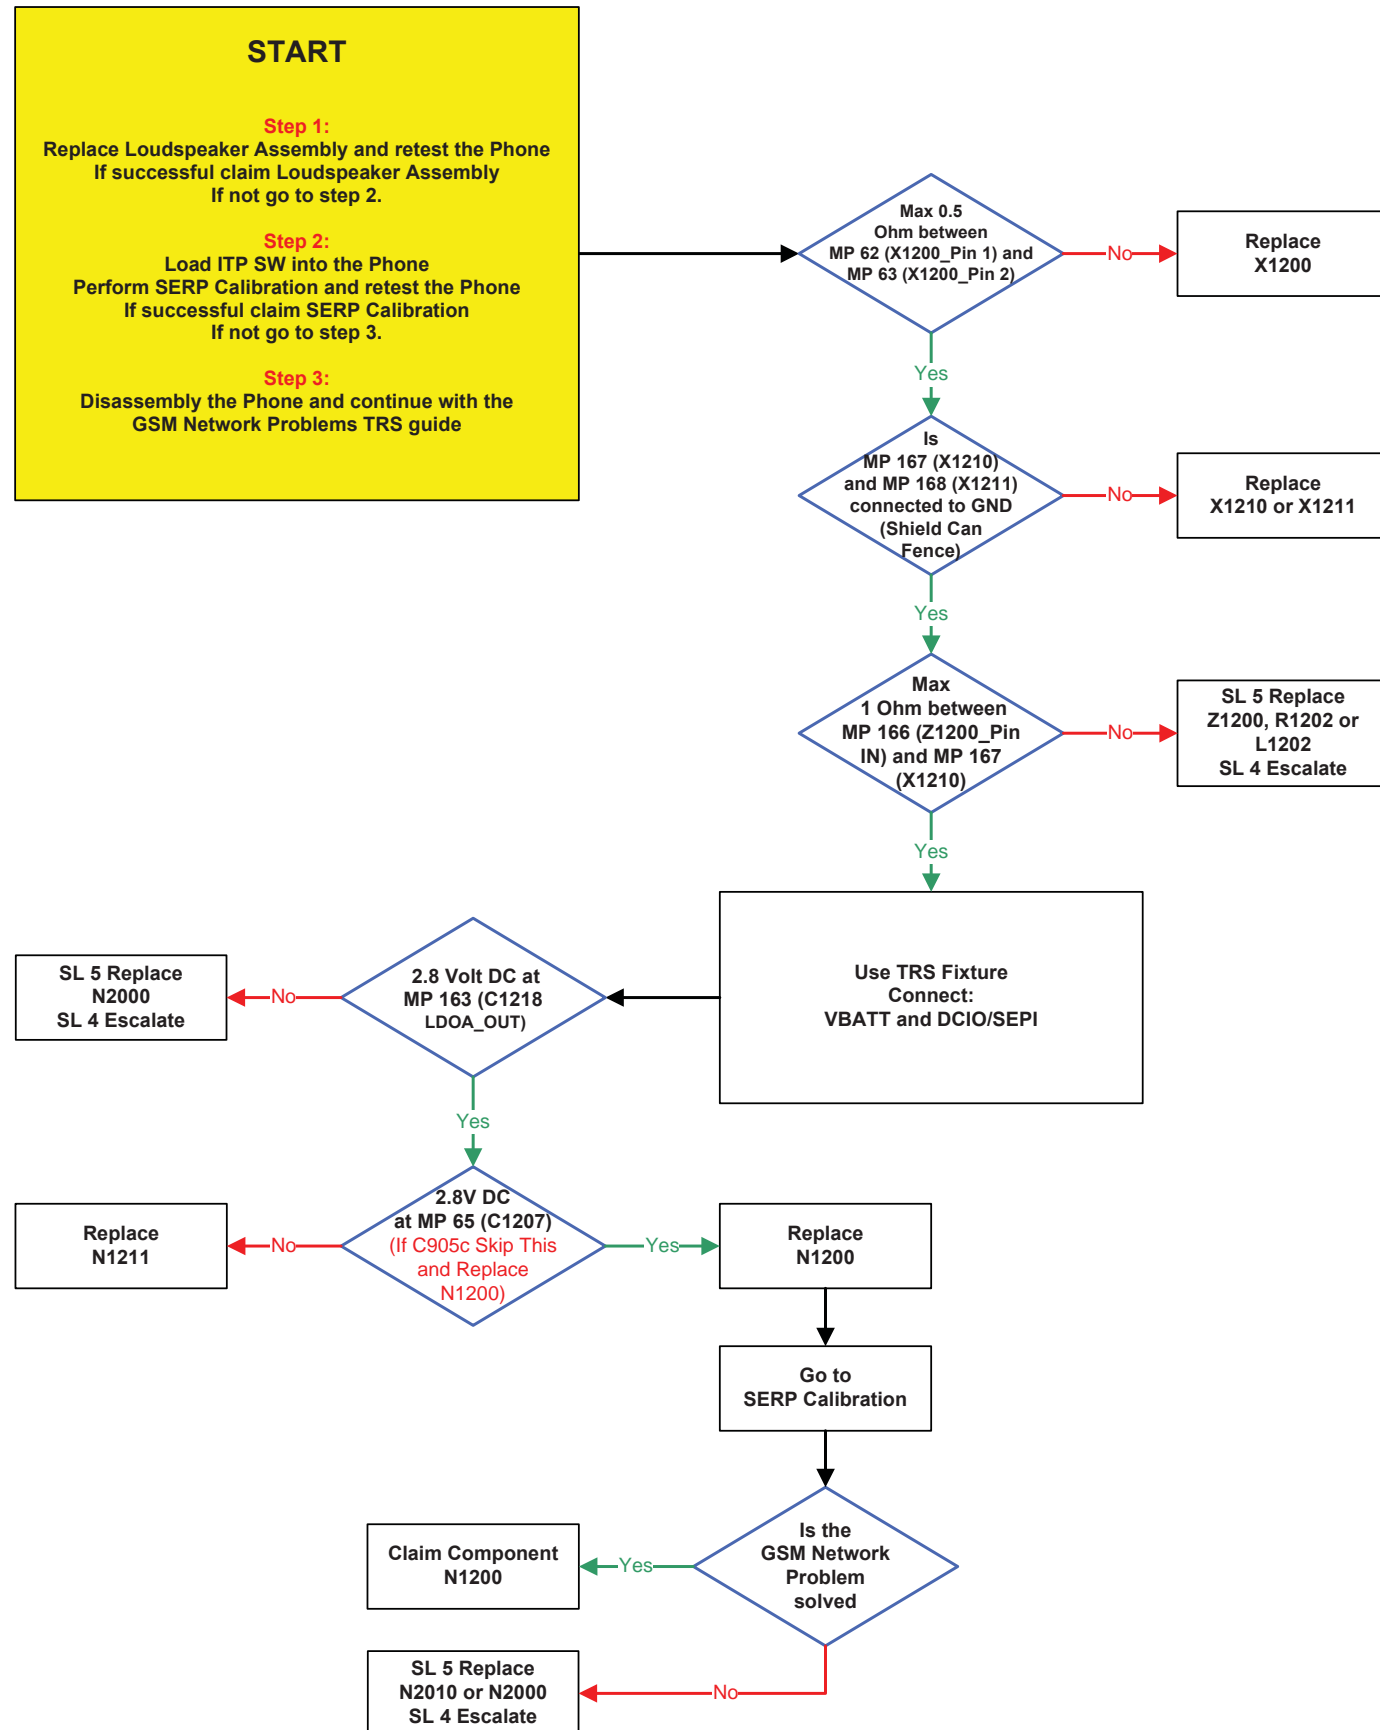 START
Step 1:
Replace Loudspeaker Assembly and retest the Phone
If successful claim Loudspeaker Assembly
If not go to step 2.
Step 2:
Load ITP SW into the Phone
Perform SERP Calibration and retest the Phone
If successful claim SERP Calibration
If not go to step 3.
Step 3:
Disassembly the Phone and continue with the
GSM Network Problems TRS guide
Max 0.5
Ohm between
MP 62 (X1200_Pin 1) and
MP 63 (X1200_Pin 2)
No
Replace
X1200
Yes
Is
MP 167 (X1210)
and MP 168 (X1211)
connected to GND
(Shield Can
Fence)
No
Replace
X1210 or X1211
Yes
Max
1 Ohm between
MP 166 (Z1200_Pin
IN) and MP 167
(X1210)
No
SL 5 Replace
Z1200, R1202 or
L1202
SL 4 Escalate
Yes
Use TRS Fixture
Connect:
VBATT and DCIO/SEPI
2.8 Volt DC at
MP 163 (C1218
LDOA_OUT)
No
SL 5 Replace
N2000
SL 4 Escalate
Yes
2.8V DC
at MP 65 (C1207)
(If C905c Skip This
and Replace
N1200)
No
Replace
N1211
Yes
Replace
N1200
Go to
SERP Calibration
Is the
GSM Network
Problem
solved
Yes
Claim Component
N1200
No
SL 5 Replace
N2010 or N2000
SL 4 Escalate